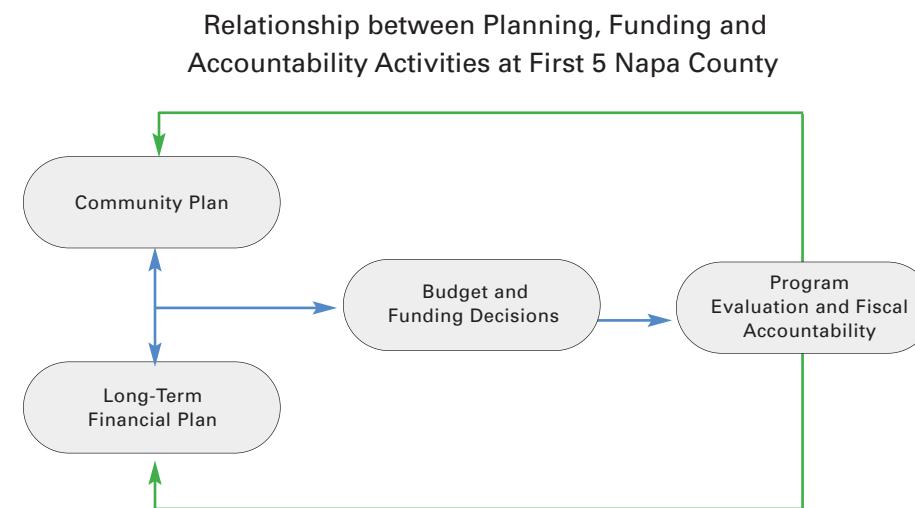 Relationship between Planning, Funding and
Accountability Activities at First 5 Napa County
Community Plan
Budget and
Funding Decisions
Program
Evaluation and Fiscal
Accountability
Long-Term
Financial Plan